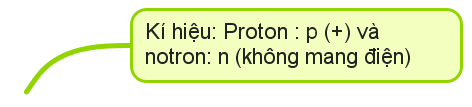 Kí hiệu: Proton : p (+) và
notron: n (không mang điện)